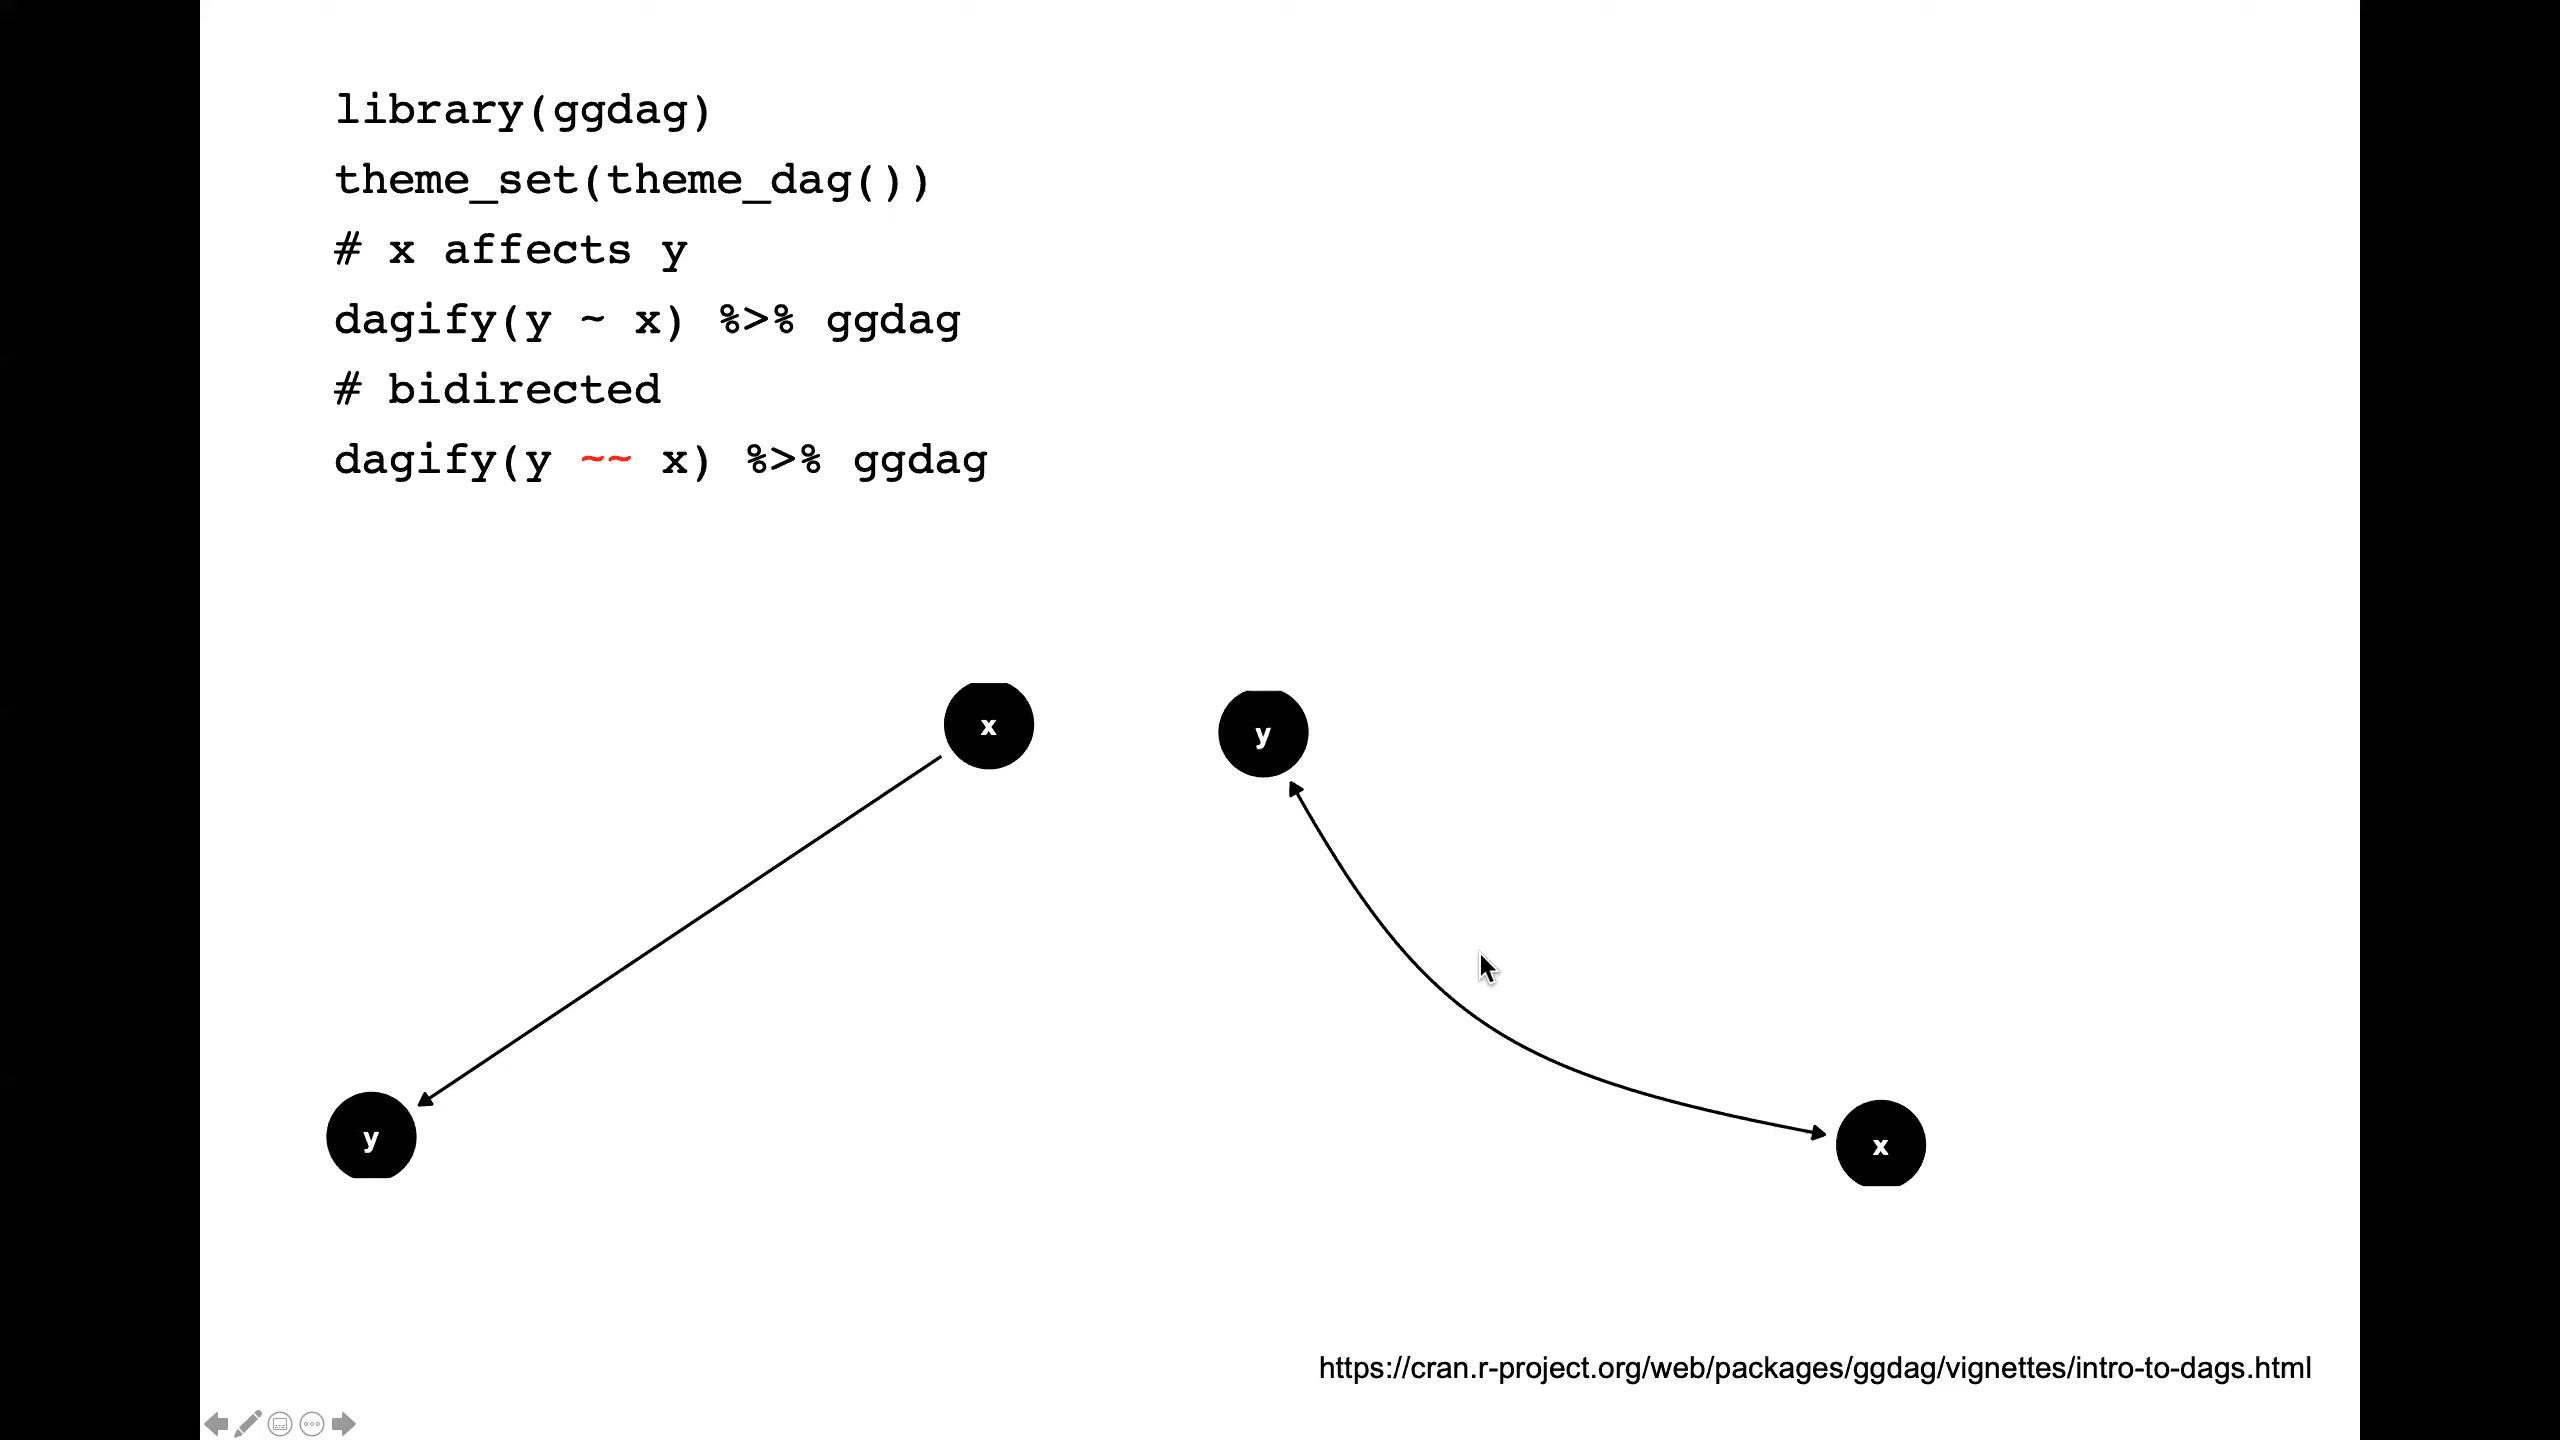 library(ggdag)
theme_set(theme_dag())
# x affects y
dagify(y ~ x) %>% ggdag
# bidirected
dagify(y ~~ x) %>% ggdag
x
y
y
x
https://cran.r-project.org/web/packages/ggdag/vignettes/intro-to-dags.html